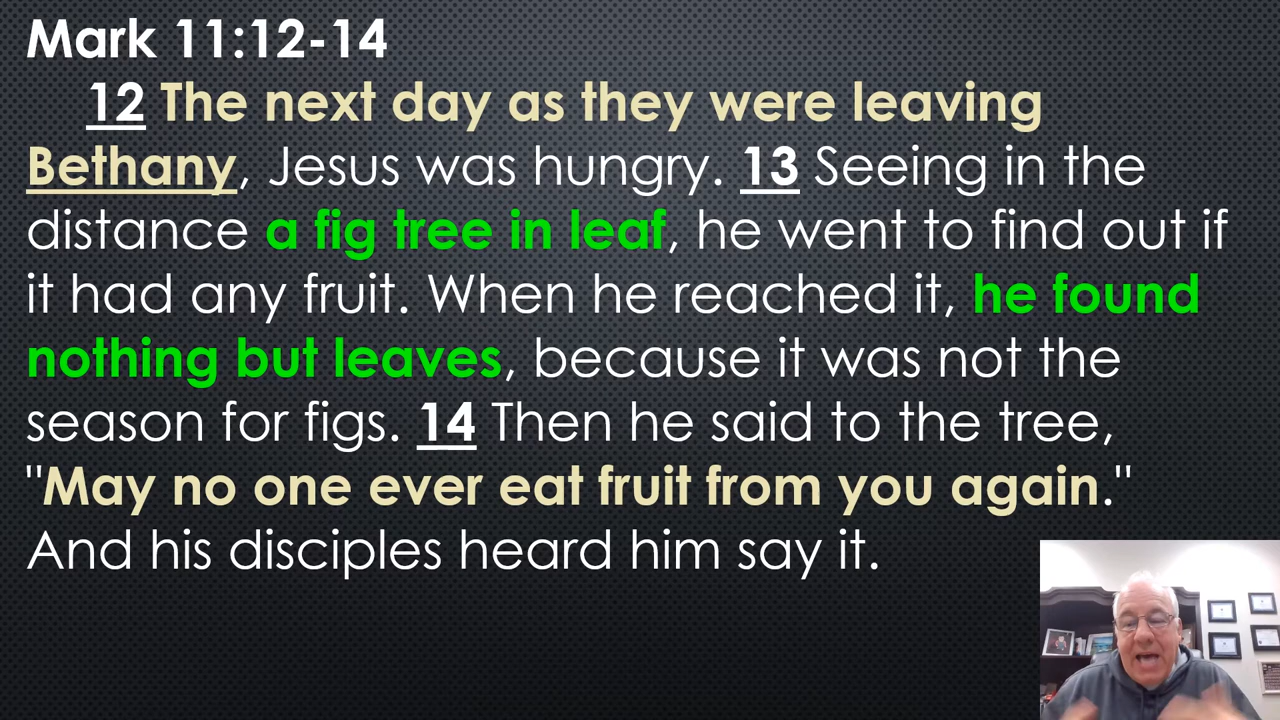 Mark 11:12-14
12 The next day as they were leaving
Bethany, Jesus was hungry. 13 Seeing in the
distance a fig tree in leaf, he went to find out if
it had any fruit. When he reached it, he found
nothing but leaves, because it was not the
season for figs. 14 Then he said to the tree,
"May no one ever eat fruit from you again."
And his disciples heard him say it.